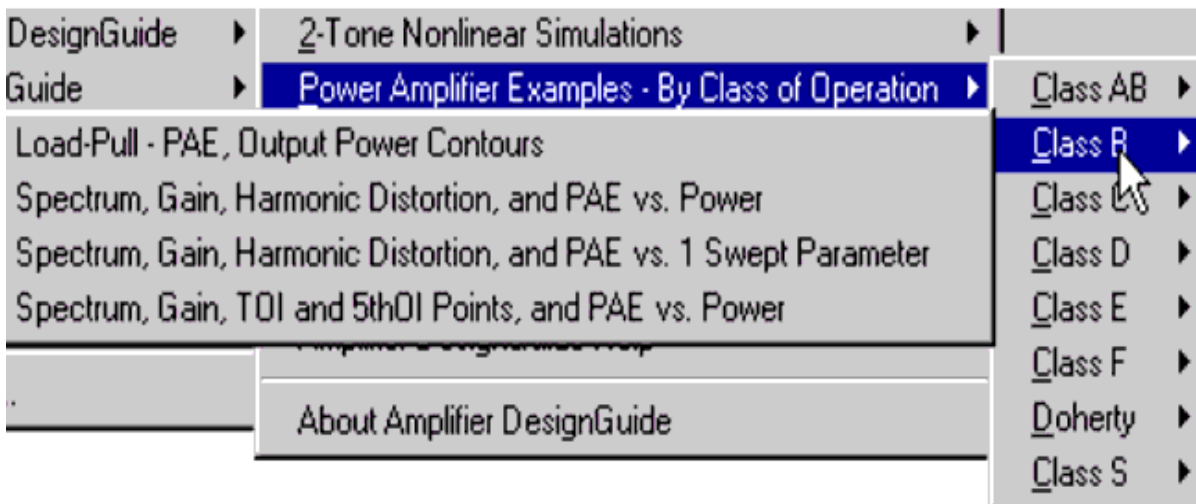 DesignGuide
Guide
2-Tone Nonlinear Simulations
Power Amplifier Examples - By Class of Operation
Load-Pull - PAE, Output Power Contours
Spectrum, Gain, Harmonic Distortion, and PAE vs. Power
Spectrum, Gain, Harmonic Distortion, and PAE vs. 1 Swept Parameter
Spectrum, Gain, TOI and 5thOI Points, and PAE vs. Power
About Amplifier DesignGuide
Class AB
Class B
Class
Class D
Class E
Class F
Doherty
Class S